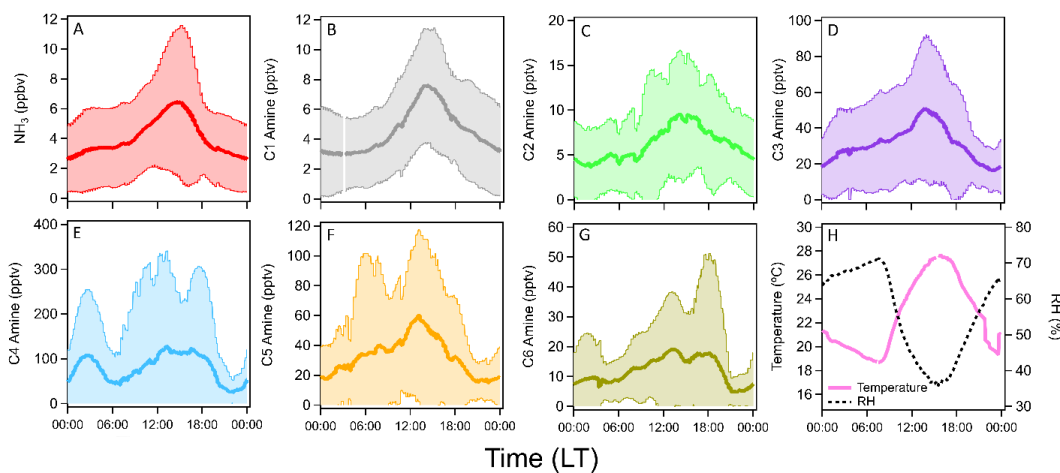 A
NH3 (ppbv)
12
10
8
6
4
2
0
B
C1 Amine (pptv)
12
10
8
6
4
2
0
C
C2 Amine (pptv)
20
15
10
5
0
D
C3 Amine (pptv)
100
80
60
40
20
0
E
C4 Amine (pptv)
400
300
200
100
0
00:00 06:00 12:00 18:00 00:00
F
C5 Amine (pptv)
120
100
80
60
40
20
0
00:00 06:00 12:00 18:00 00:00
G
C6 Amine (pptv)
60
50
40
30
20
10
0
00:00 06:00 12:00 18:00 00:00
H
Temperature (ºC)
30
28
26
24
22
20
18
16
Temperature
RH
RH (%)
80
70
60
50
40
30
00:00 06:00 12:00 18:00 00:00
Time (LT)